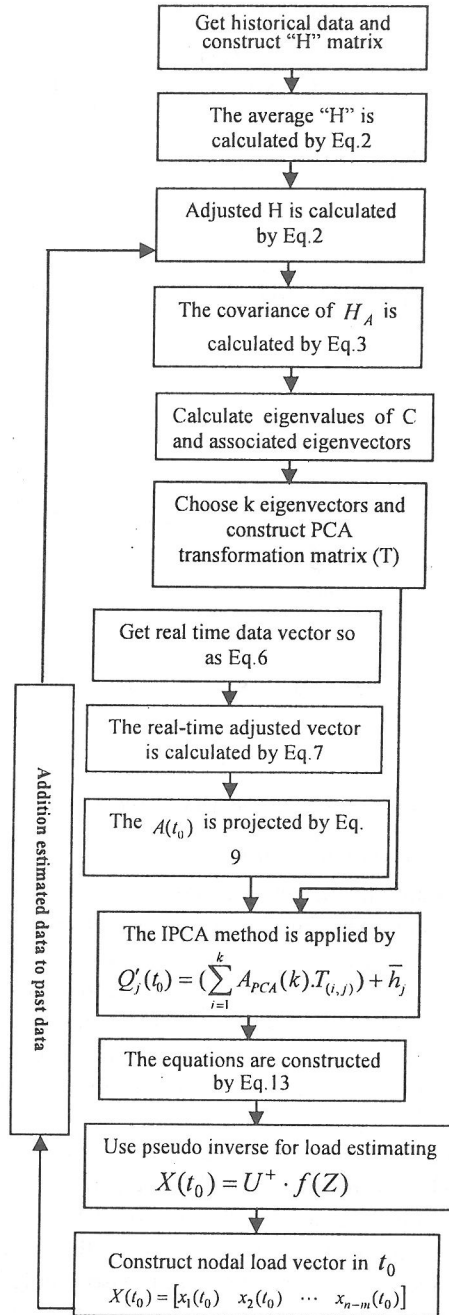 Get historical data and
construct “H” matrix
The average “H” is
calculated by Eq.2
Adjusted H is calculated
by Eq.2
The covariance of H_A is
calculated by Eq.3
Calculate eigenvalues of C
and associated eigenvectors
Choose k eigenvectors and
construct PCA
transformation matrix (T)
Get real time data vector so
as Eq.6
The real-time adjusted vector
is calculated by Eq.7
The A(t_0) is projected by Eq.
9
The IPCA method is applied by
Q'_j(t_0) = (\sum_{i=1}^{k} A_{PCA}(k).T_{(i,j)}) + \overline{h}_j
The equations are constructed
by Eq.13
Use pseudo inverse for load estimating
X(t_0) = U^+ · f(Z)
Construct nodal load vector in t_0
X(t_0) = [x_1(t_0) x_2(t_0) ⋯ x_{n-m}(t_0)]
Addition estimated data to past data